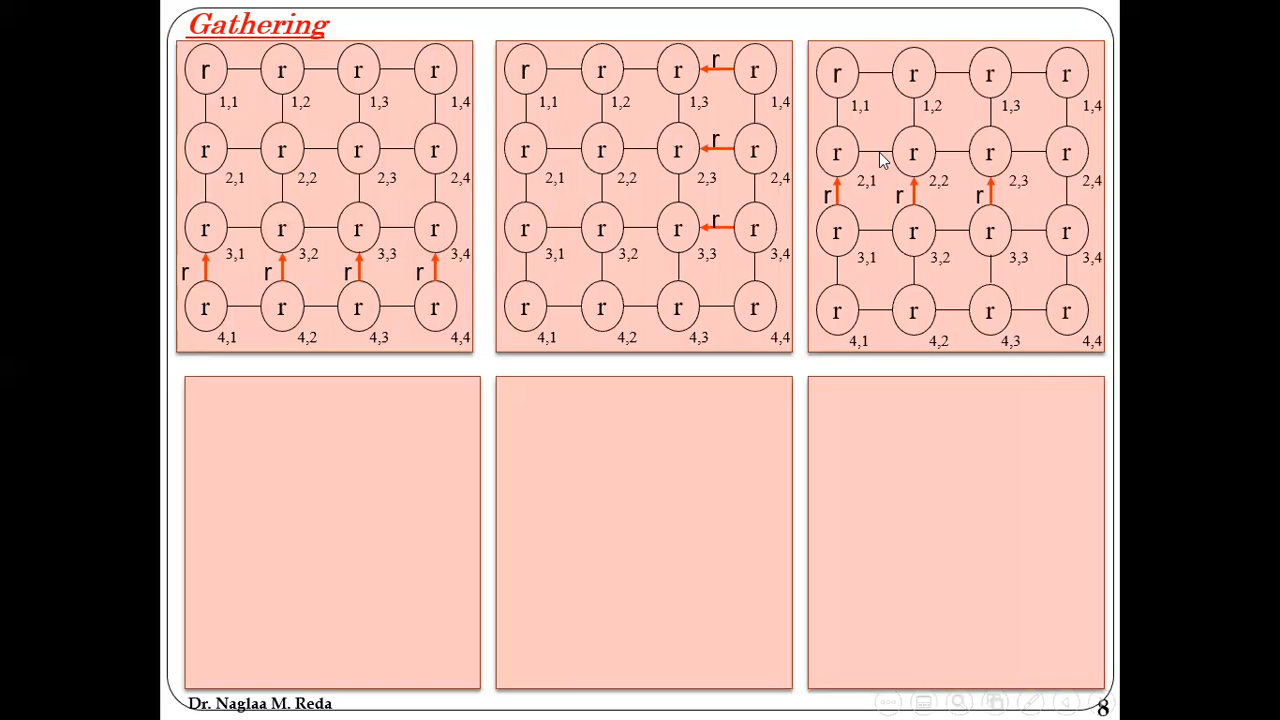 Gathering
r r r r
1,1 1,2 1,3 1,4
r r r r
2,1 2,2 2,3 2,4
r r r r
3,1 3,2 3,3 3,4
r r r r
r r r r
4,1 4,2 4,3 4,4
r r r r r
1,1 1,2 1,3 1,4
r r r r r
2,1 2,2 2,3 2,4
r r r r r
3,1 3,2 3,3 3,4
r r r r
4,1 4,2 4,3 4,4
r r r r
1,1 1,2 1,3 1,4
r r r r
2,1 2,2 2,3 2,4
r r r
r r r r
3,1 3,2 3,3 3,4
r r r r
4,1 4,2 4,3 4,4
Dr. Naglaa M. Reda
8